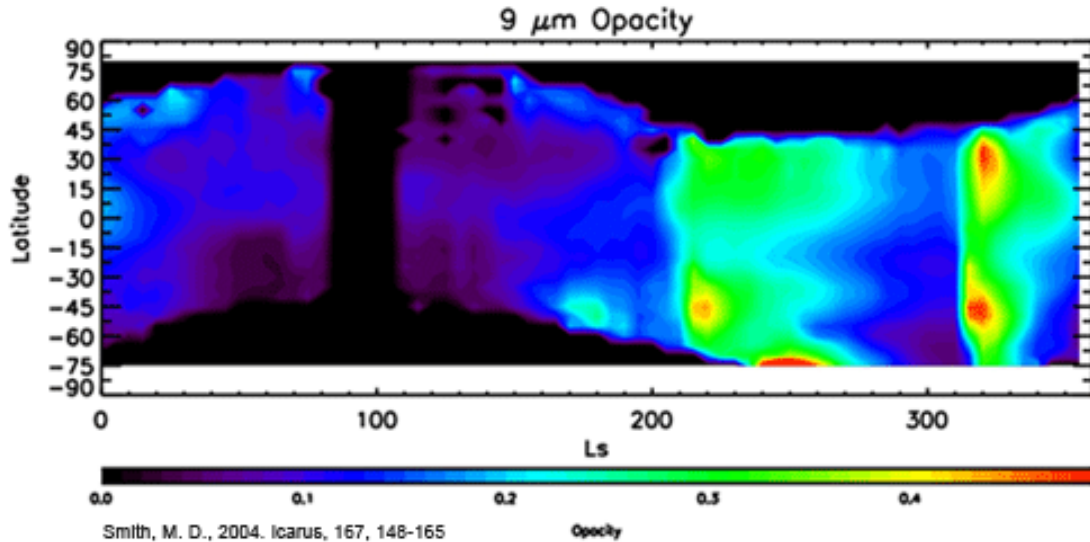 9 μm Opacity
90
75
60
45
30
15
0
-15
-30
-45
-60
-75
-90
Latitude
0 100 200 300
Ls
0.0 0.1 0.2 0.3 0.4
Smith, M. D., 2004. Icarus, 167, 148-165 Opacity